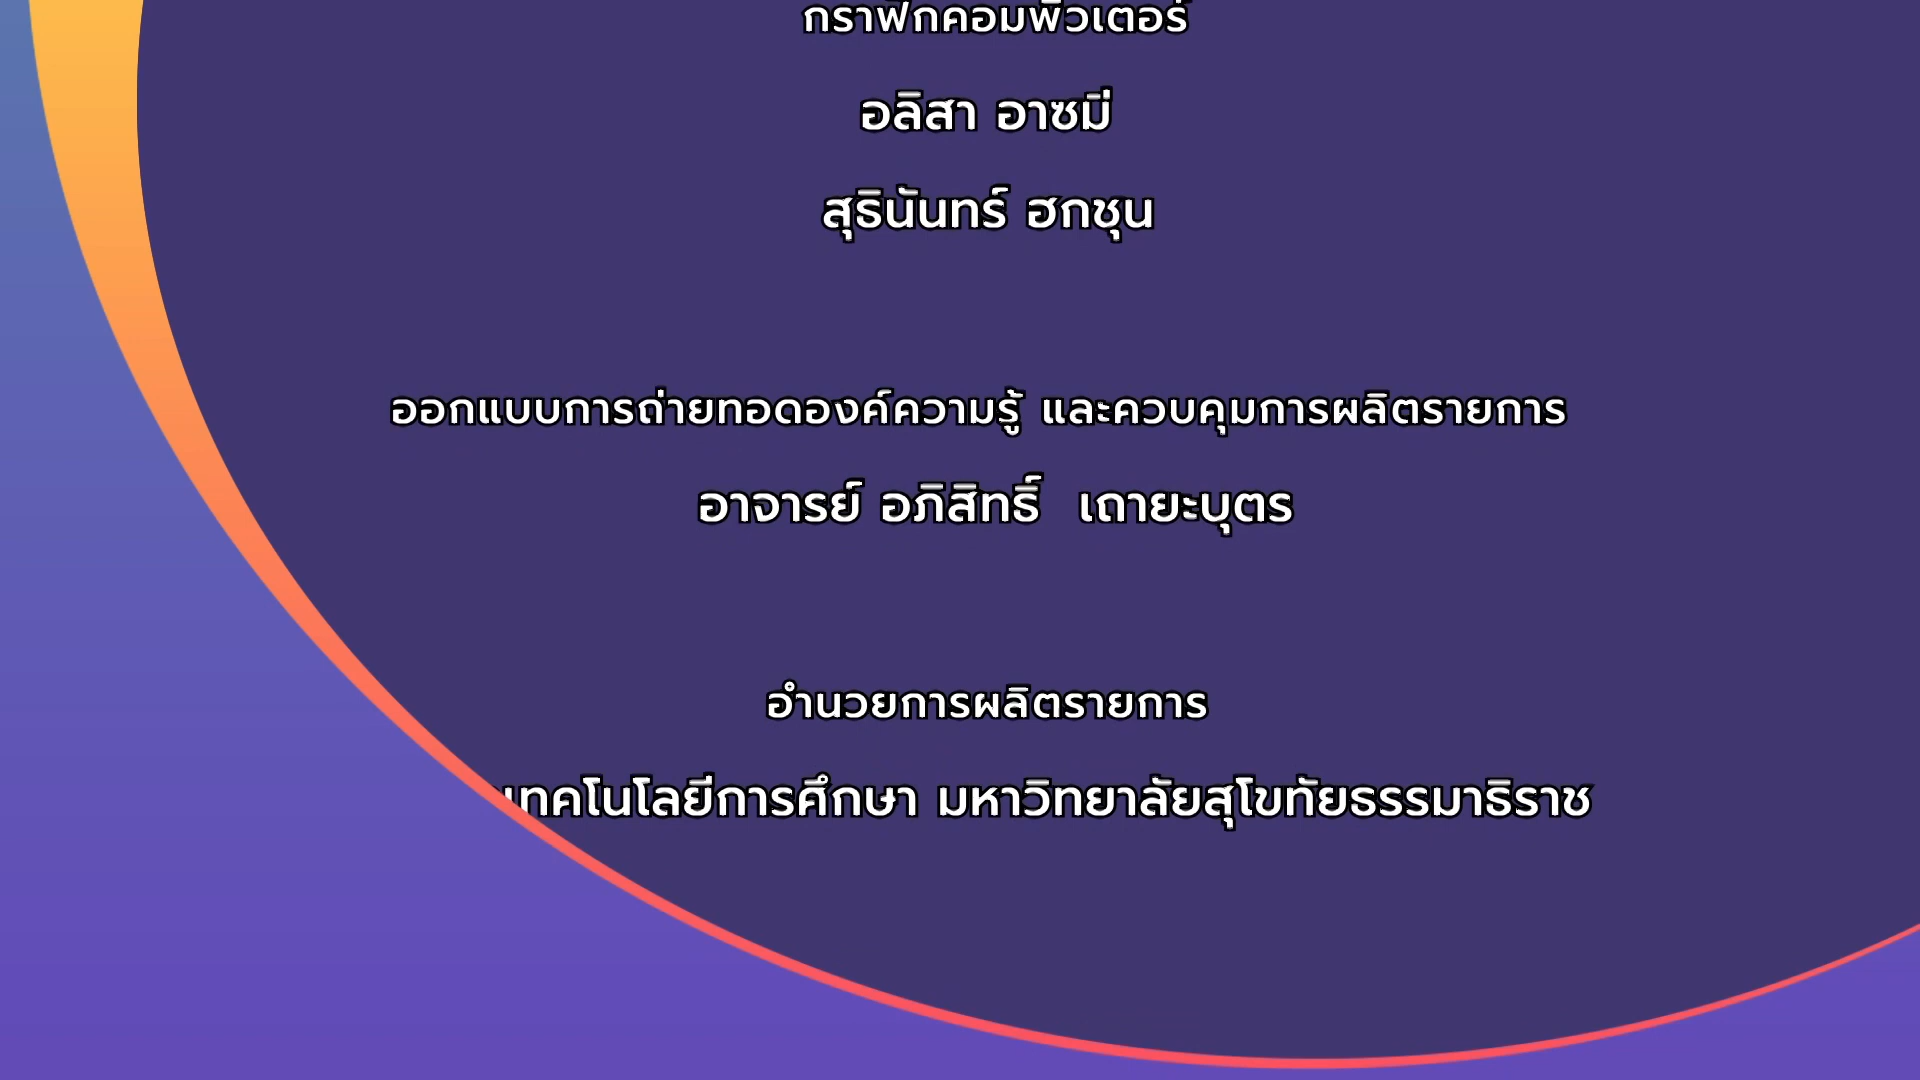 กราฟิกคอมพิวเตอร์
อลิสา อาซมี่
สุธินันทร์ ฮกชุน
ออกแบบการถ่ายทอดองค์ความรู้ และควบคุมการผลิตรายการ
อาจารย์ อภิสิทธิ์ เถายะบุตร
อำนวยการผลิตรายการ
เทคโนโลยีการศึกษา มหาวิทยาลัยสุโขทัยธรรมาธิราช